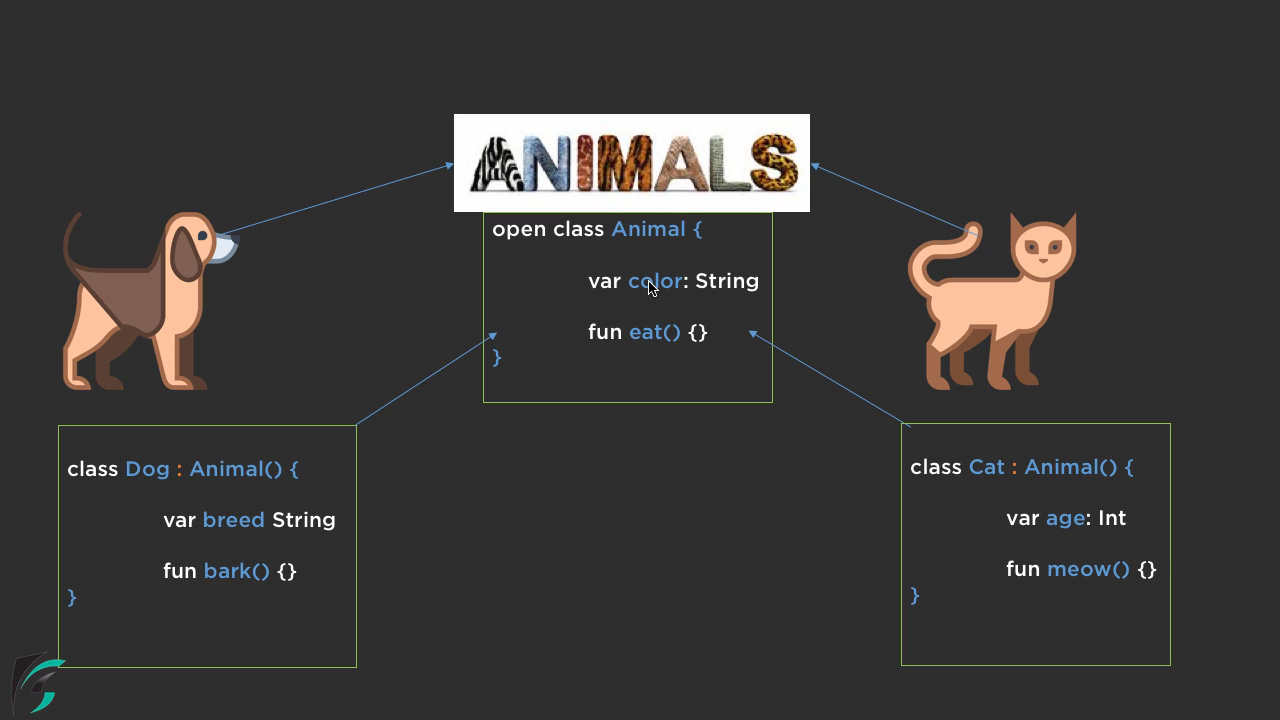 ANIMALS
open class Animal {
var color: String
fun eat() {}
}
class Dog : Animal() {
var breed String
fun bark() {}
}
class Cat : Animal() {
var age: Int
fun meow() {}
}